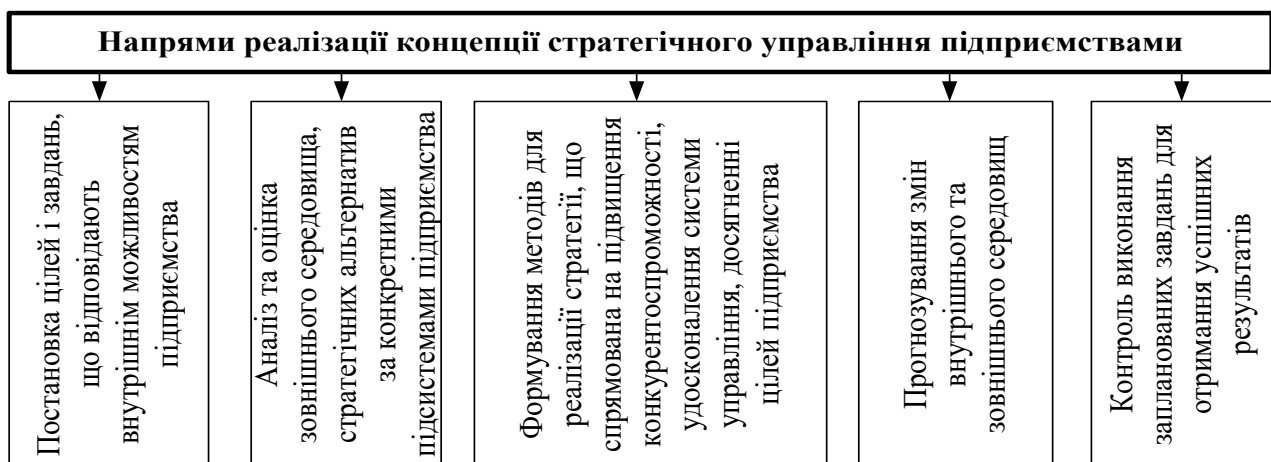 Напрями реалізації концепції стратегічного управління підприємствами
Постановка цілей і завдань,
що відповідають
внутрішнім можливостям
підприємства
Аналіз та оцінка
зовнішнього середовища,
стратегічних альтернатив
за конкретними
підсистемами підприємства
Формування методів для
реалізації стратегії, що
спрямована на підвищення
конкурентоспроможності,
удосконалення системи
управління, досягненні
цілей підприємства
Прогнозування змін
внутрішнього та
зовнішнього середовищ
Контроль виконання
запланованих завдань для
отримання успішних
результатів